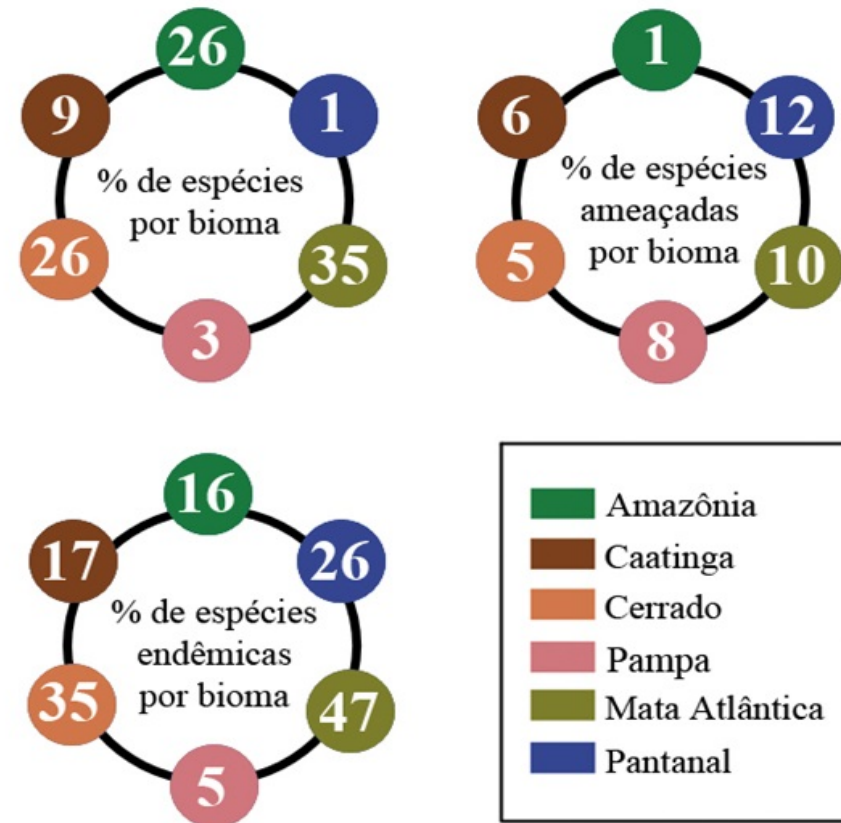 26
9
1
% de espécies
por bioma
26
35
3
1
6
12
% de espécies
ameaçadas
por bioma
5
10
8
16
17
26
% de espécies
endêmicas
por bioma
35
47
5
Amazônia
Caatinga
Cerrado
Pampa
Mata Atlântica
Pantanal